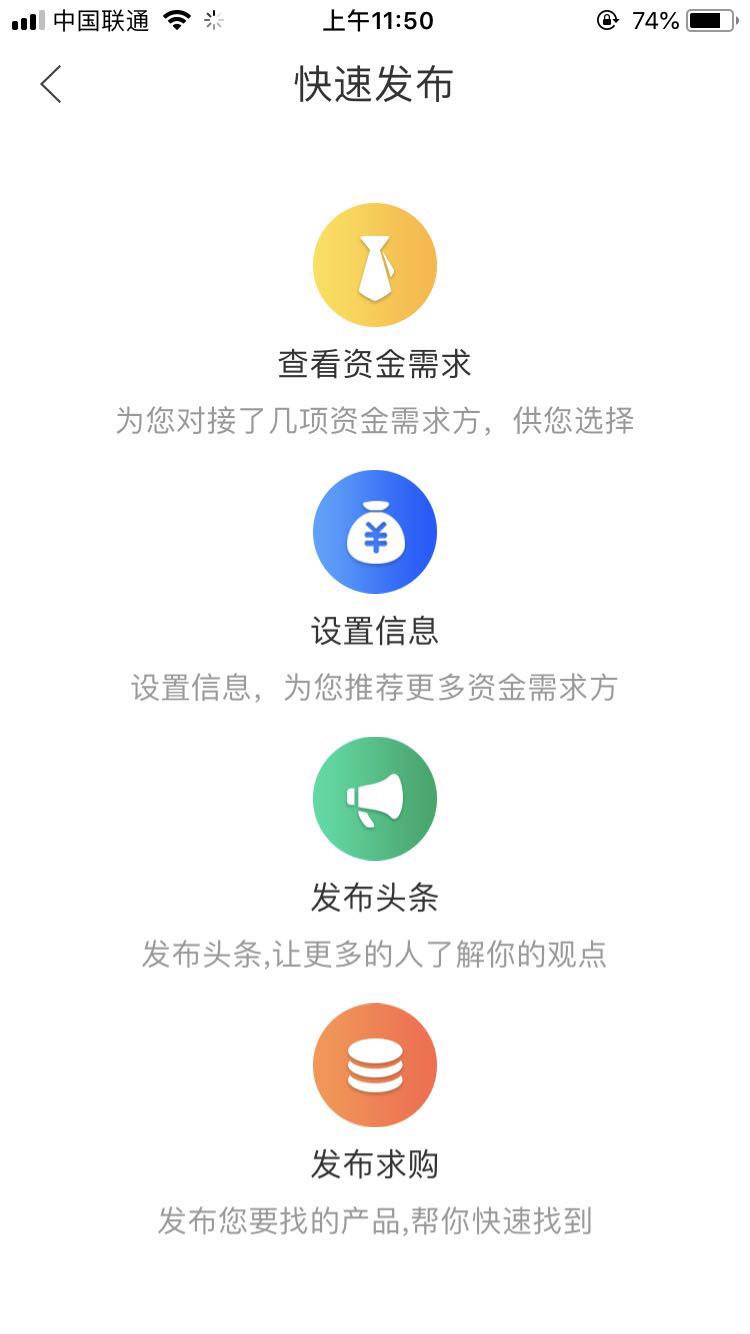 中国联通 上午11:50 74%
快速发布
查看资金需求
为您对接了几项资金需求方，供您选择
¥
设置信息
设置信息，为您推荐更多资金需求方
发布头条
发布头条,让更多的人了解你的观点
发布求购
发布您要找的产品,帮你快速找到